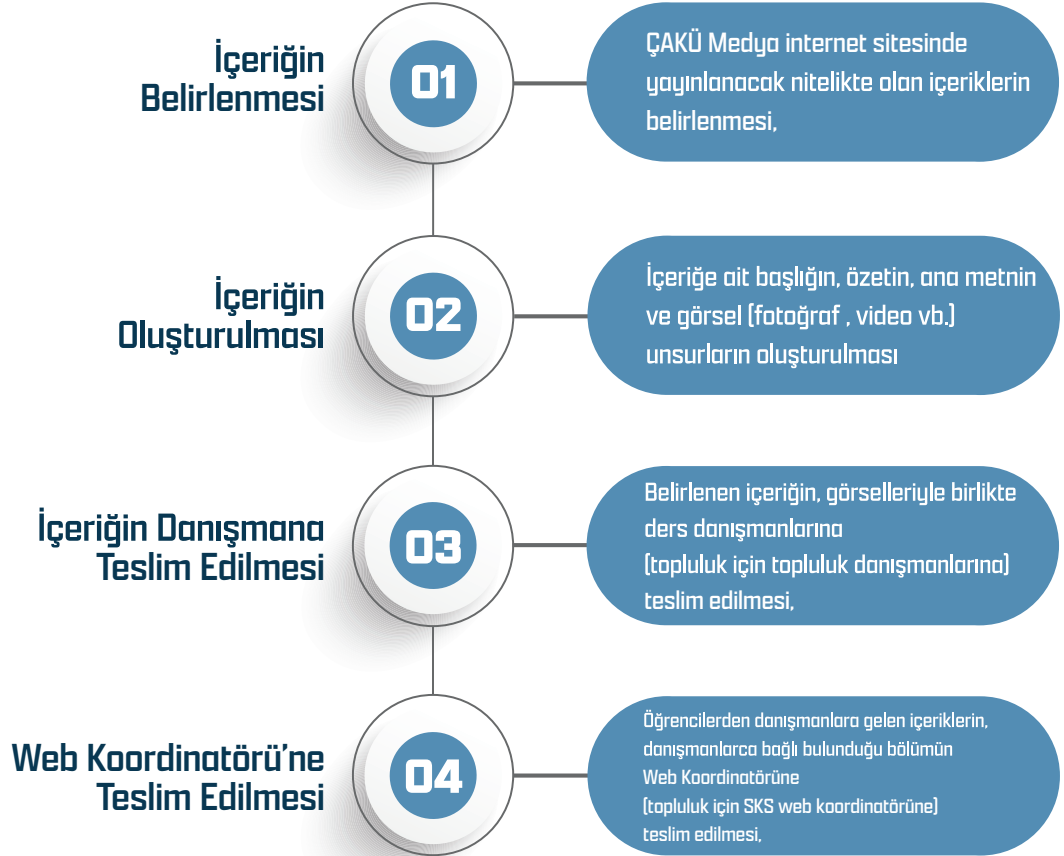 İçeriğin
Belirlenmesi
01
ÇAKÜ Medya internet sitesinde
yayınlanacak nitelikte olan içeriklerin
belirlenmesi,
İçeriğin
Oluşturulması
02
İçeriğe ait başlığın, özetin, ana metnin
ve görsel (fotoğraf , video vb.)
unsurların oluşturulması
İçeriğin Danışmana
Teslim Edilmesi
03
Belirlenen içeriğin, görselleriyle birlikte
ders danışmanlarına
(topluluk için topluluk danışmanlarına)
teslim edilmesi,
Web Koordinatörü'ne
Teslim Edilmesi
04
Öğrencilerden danışmanlara gelen içeriklerin,
danışmanlarca bağlı bulunduğu bölümün
Web Koordinatörüne
(topluluk için SKS web koordinatörüne)
teslim edilmesi,